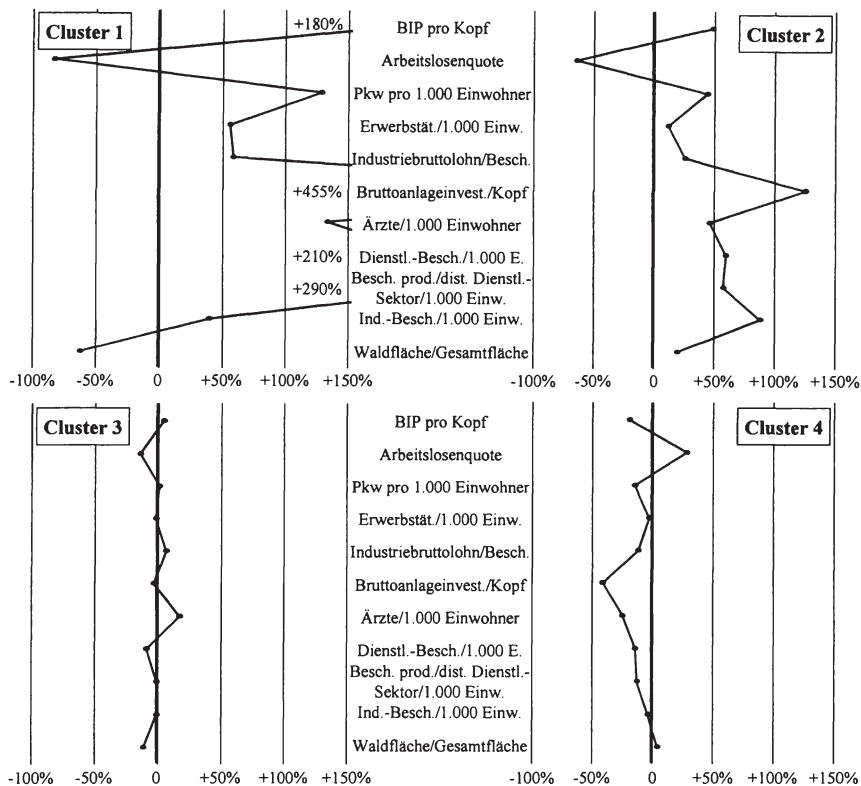 Cluster 1
+180%
BIP pro Kopf
Cluster 2
Arbeitslosenquote
Pkw pro 1.000 Einwohner
Erwerbstät./1.000 Einw.
Industriebruttolohn/Besch.
+455%
Bruttoanlageinvest./Kopf
Ärzte/1.000 Einwohner
+210%
Dienstl.-Besch./1.000 E.
+290%
Besch. prod./dist. Dienstl.-
Sektor/1.000 Einw.
Ind.-Besch./1.000 Einw.
Waldfläche/Gesamtfläche
-100% -50% 0 +50% +100% +150%
-100% -50% 0 +50% +100% +150%
Cluster 3
BIP pro Kopf
Cluster 4
Arbeitslosenquote
Pkw pro 1.000 Einwohner
Erwerbstät./1.000 Einw.
Industriebruttolohn/Besch.
Bruttoanlageinvest./Kopf
Ärzte/1.000 Einwohner
Dienstl.-Besch./1.000 E.
Besch. prod./dist. Dienstl.-
Sektor/1.000 Einw.
Ind.-Besch./1.000 Einw.
Waldfläche/Gesamtfläche
-100% -50% 0 +50% +100% +150%
-100% -50% 0 +50% +100% +150%